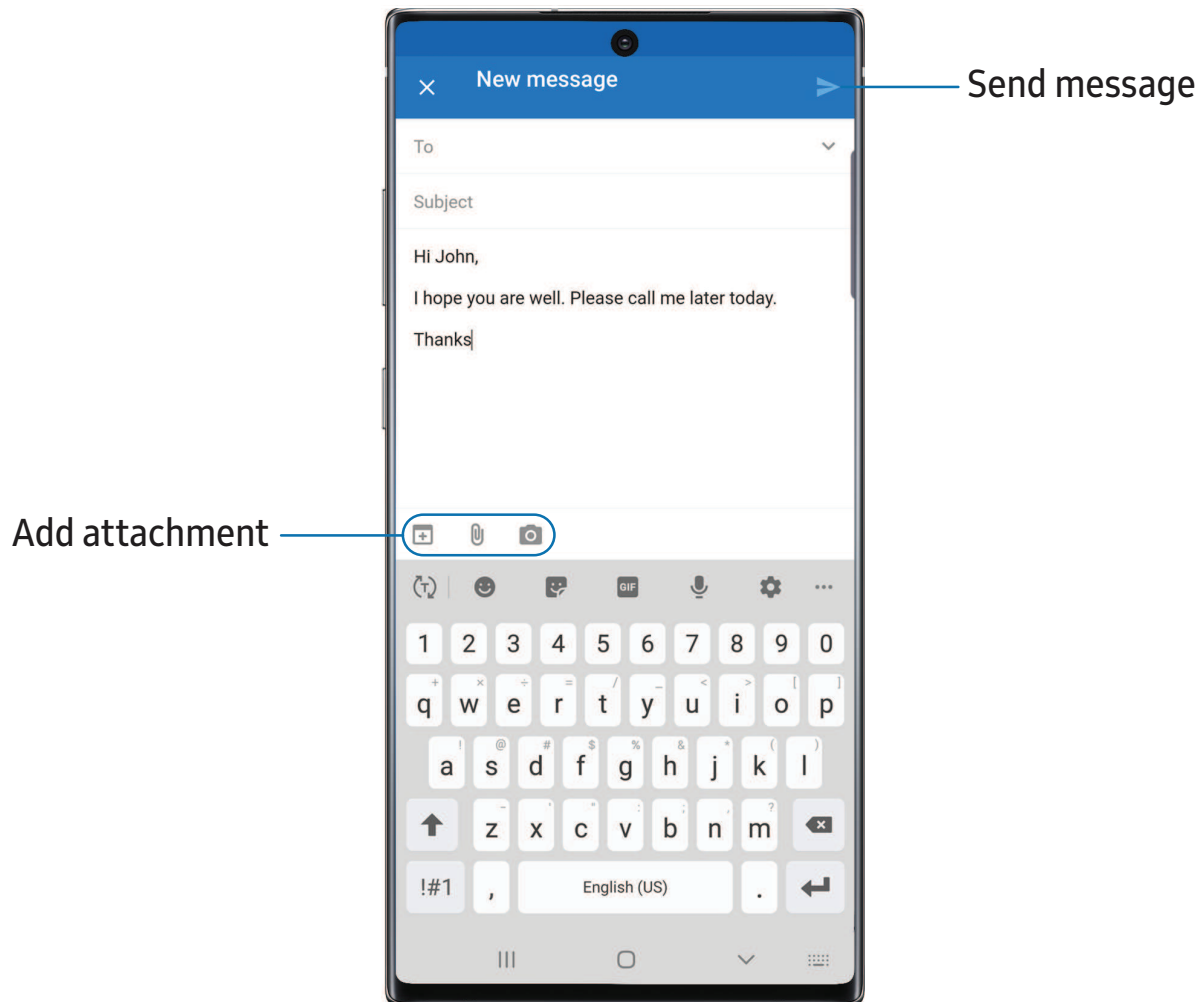 New message
Send message
To
Subject
Hi John,
I hope you are well. Please call me later today.
Thanks
Add attachment
GIF
1 2 3 4 5 6 7 8 9 0
+ × ÷ = / _ < > [ ]
q w e r t y u i o p
! @ # $ % & * ( )
a s d f g h j k l
- ' " : ; , ?
z x c v b n m
!#1 , English (US) .